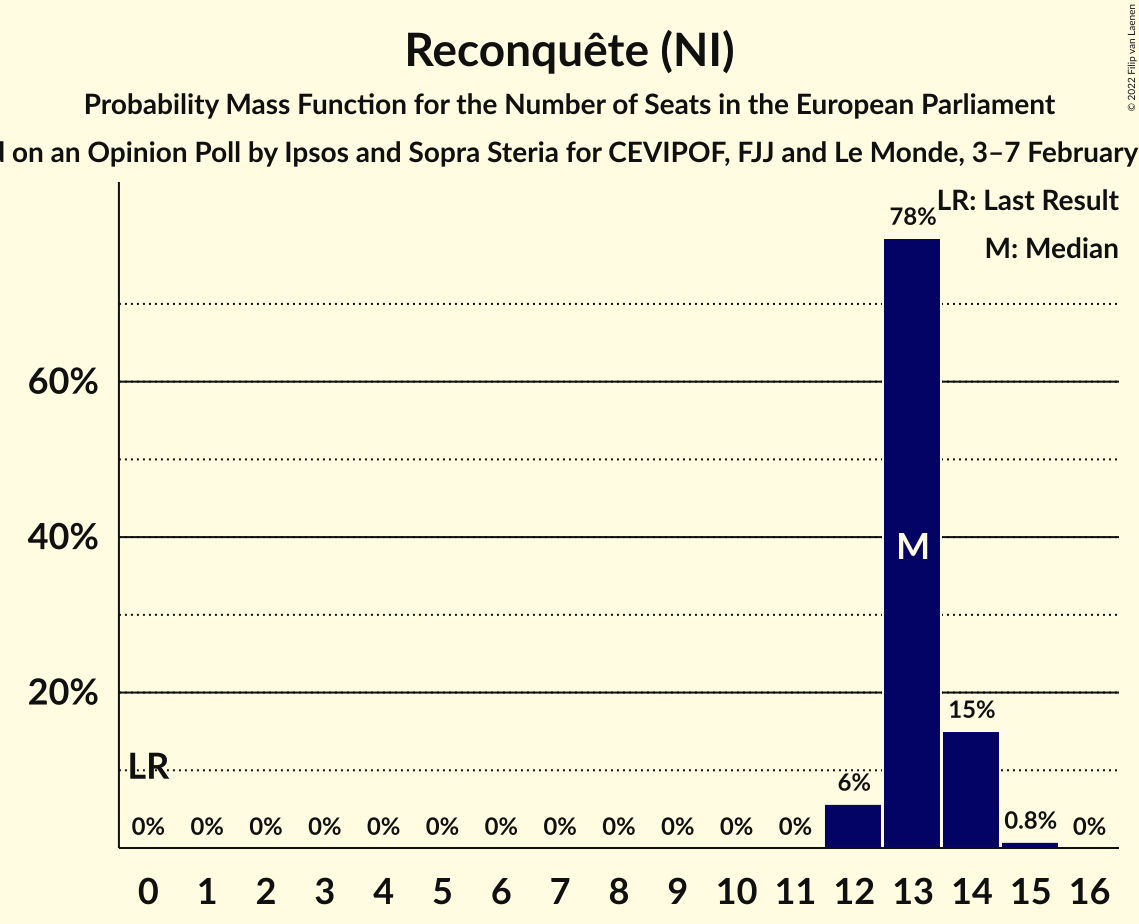 Reconquête (NI)
Probability Mass Function for the Number of Seats in the European Parliament
on an Opinion Poll by Ipsos and Sopra Steria for CEVIPOF, FJJ and Le Monde, 3–7 February
© 2022 Filip van Laenen
LR: Last Result
M: Median
78%
60%
40%
M
20%
15%
LR
6%
0% 0% 0% 0% 0% 0% 0% 0% 0% 0% 0% 0% 0.8% 0%
0 1 2 3 4 5 6 7 8 9 10 11 12 13 14 15 16